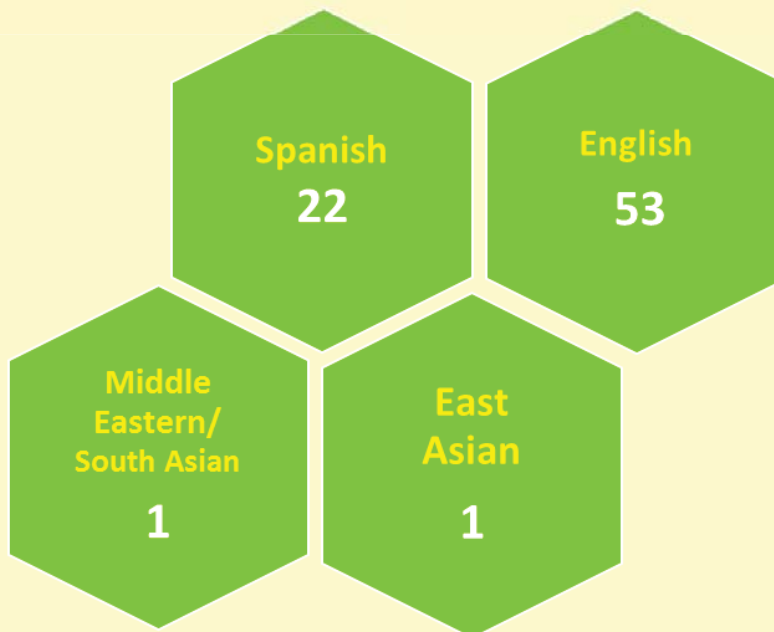 Spanish
22
English
53
Middle
Eastern/
South Asian
1
East
Asian
1